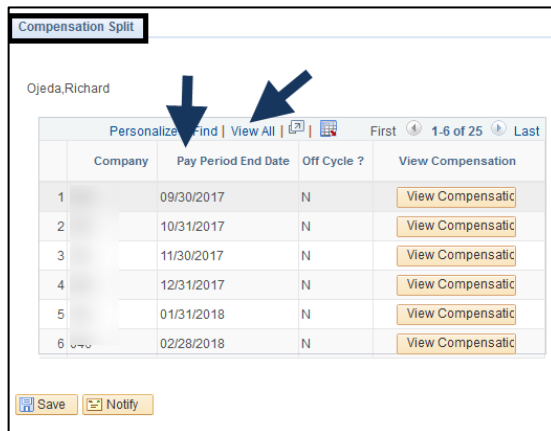 Compensation Split
Ojeda,Richard
Personalize | Find | View All | | First 1-6 of 25 Last
Company Pay Period End Date Off Cycle ? View Compensation
1 09/30/2017 N View Compensatic
2 10/31/2017 N View Compensatic
3 11/30/2017 N View Compensatic
4 12/31/2017 N View Compensatic
5 01/31/2018 N View Compensatic
6 02/28/2018 N View Compensatic
Save Notify